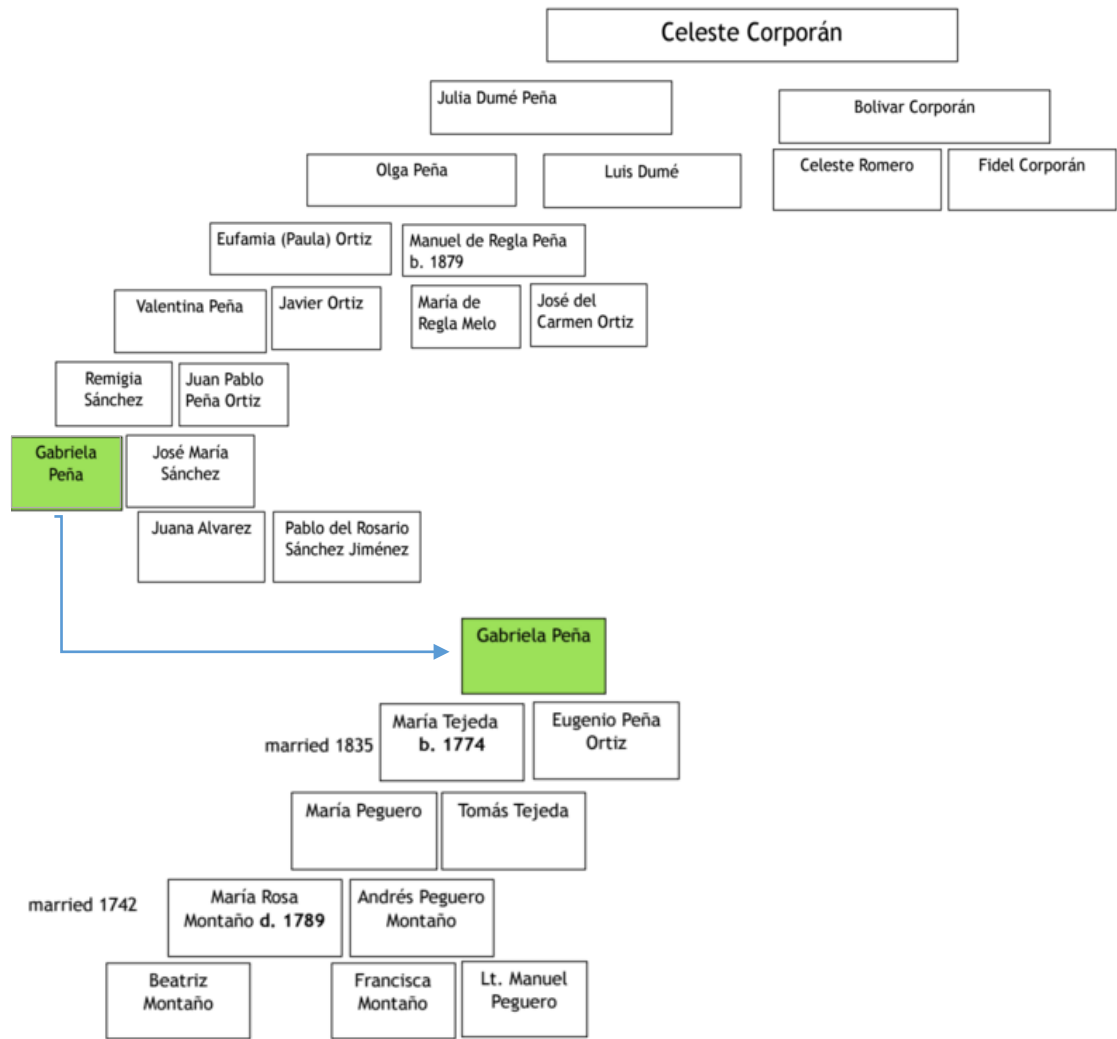 Celeste Corporán
Julia Dumé Peña
Bolivar Corporán
Olga Peña
Luis Dumé
Celeste Romero
Fidel Corporán
Eufamia (Paula) Ortiz
Manuel de Regla Peña
b. 1879
Valentina Peña
Javier Ortiz
María de
Regla Melo
José del
Carmen Ortiz
Remigia
Sánchez
Juan Pablo
Peña Ortiz
Gabriela
Peña
José María
Sánchez
Juana Alvarez
Pablo del Rosario
Sánchez Jiménez
Gabriela Peña
married 1835
María Tejeda
b. 1774
Eugenio Peña
Ortiz
María Peguero
Tomás Tejeda
married 1742
María Rosa
Montaño d. 1789
Andrés Peguero
Montaño
Beatriz
Montaño
Francisca
Montaño
Lt. Manuel
Peguero